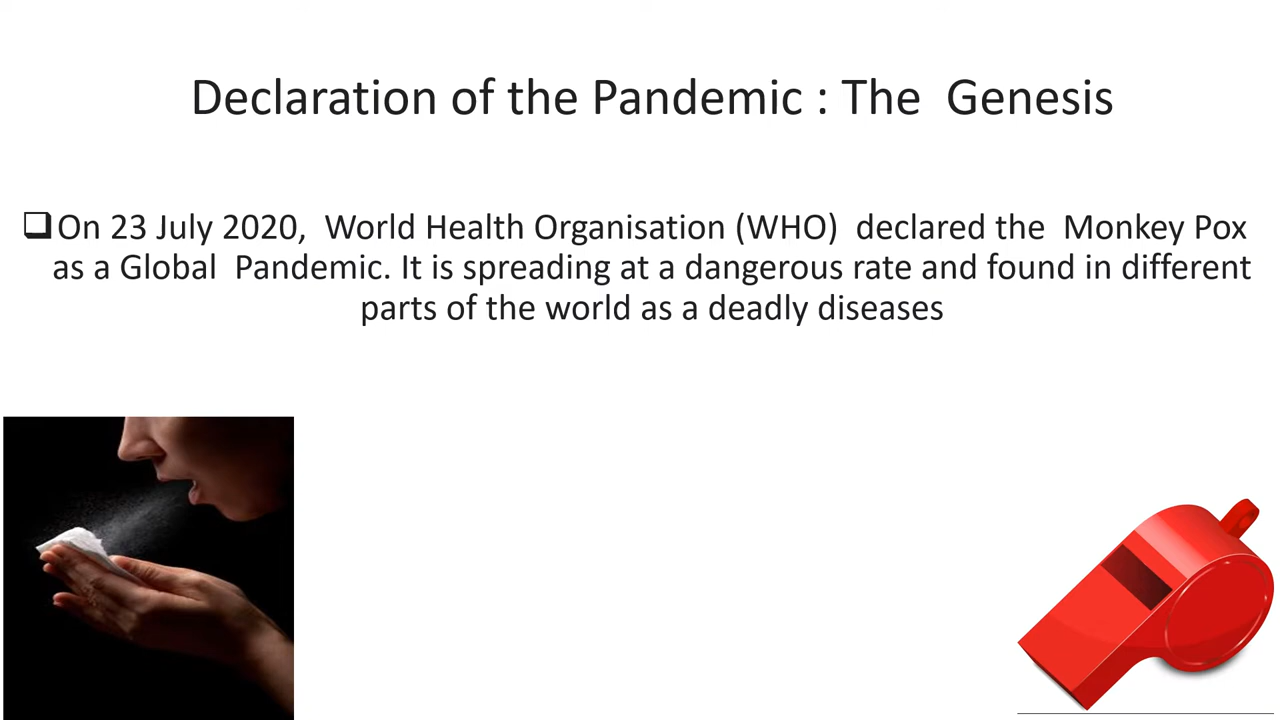 Declaration of the Pandemic : The Genesis
❑On 23 July 2020, World Health Organisation (WHO) declared the Monkey Pox
as a Global Pandemic. It is spreading at a dangerous rate and found in different
parts of the world as a deadly diseases